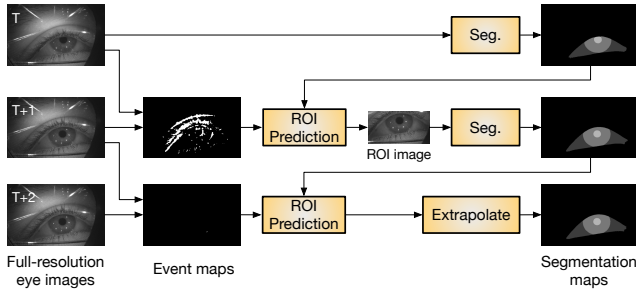 T
Seg.
T+1
ROI
Prediction
ROI image
Seg.
T+2
ROI
Prediction
Extrapolate
Full-resolution
eye images
Event maps
Segmentation
maps